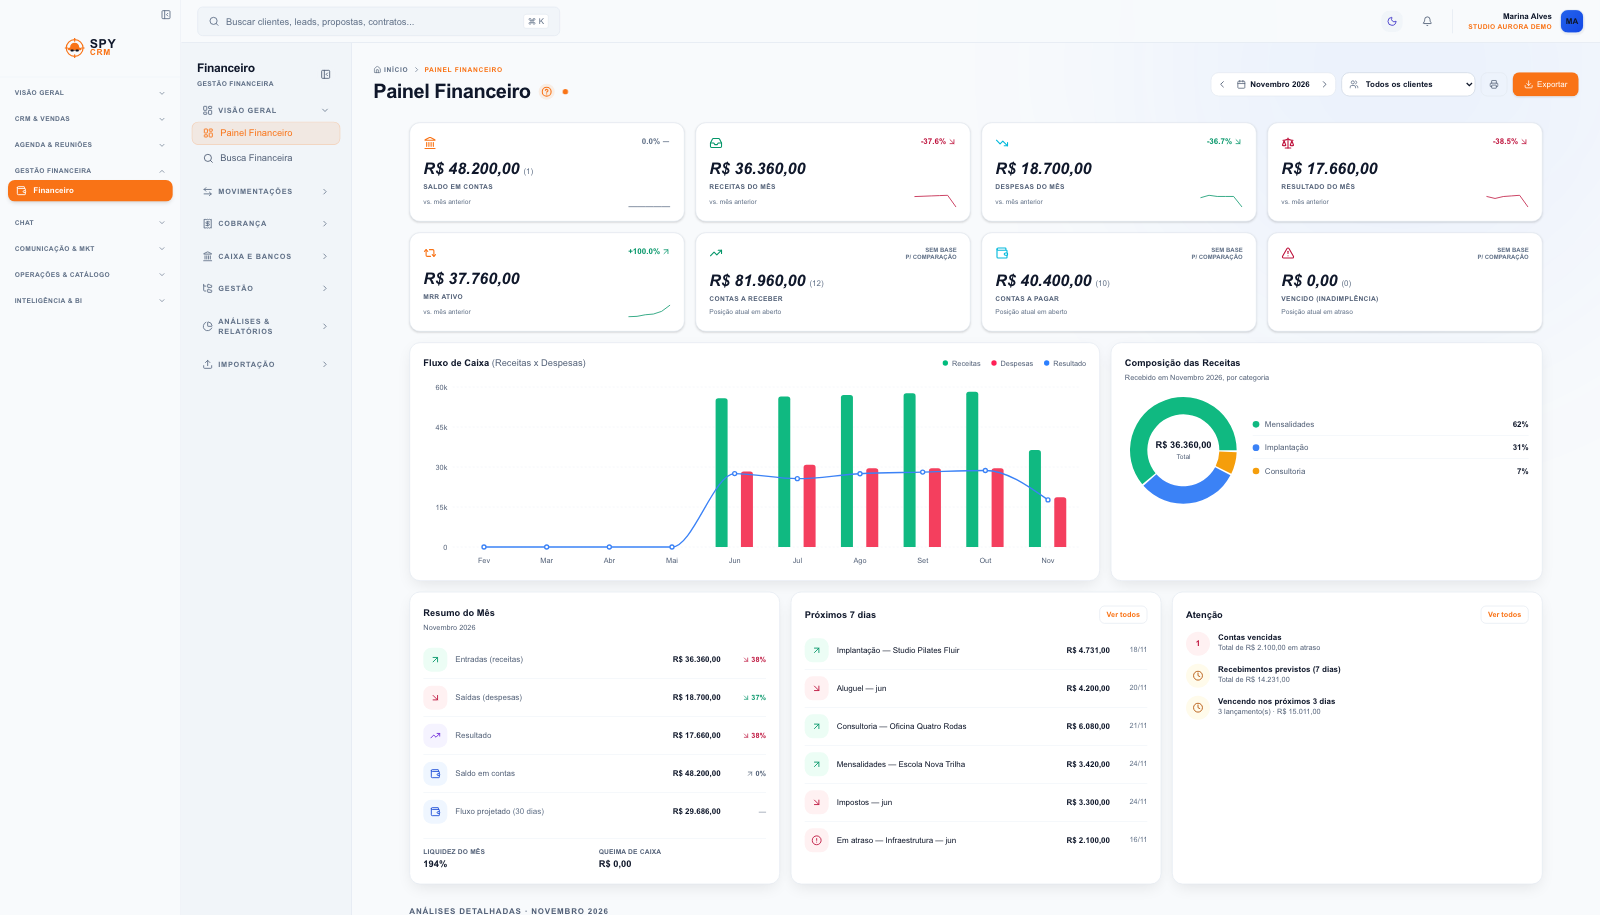 SPY
CRM
VISÃO GERAL
CRM & VENDAS
AGENDA & REUNIÕES
GESTÃO FINANCEIRA
Financeiro
CHAT
COMUNICAÇÃO & MKT
OPERAÇÕES & CATÁLOGO
INTELIGÊNCIA & BI
Buscar clientes, leads, propostas, contratos...
⌘ K
Marina Alves
STUDIO AURORA DEMO
MA
Financeiro
GESTÃO FINANCEIRA
VISÃO GERAL
Painel Financeiro
Busca Financeira
MOVIMENTAÇÕES
COBRANÇA
CAIXA E BANCOS
GESTÃO
ANÁLISES &
RELATÓRIOS
IMPORTAÇÃO
INÍCIO > PAINEL FINANCEIRO
Painel Financeiro
Novembro 2026
Todos os clientes
Exportar
0.0% —
R$ 48.200,00 (1)
SALDO EM CONTAS
vs. mês anterior
-37.6%
R$ 36.360,00
RECEITAS DO MÊS
vs. mês anterior
-36.7%
R$ 18.700,00
DESPESAS DO MÊS
vs. mês anterior
-38.5%
R$ 17.660,00
RESULTADO DO MÊS
vs. mês anterior
+100.0%
R$ 37.760,00
MRR ATIVO
vs. mês anterior
SEM BASE
P/ COMPARAÇÃO
R$ 81.960,00 (12)
CONTAS A RECEBER
Posição atual em aberto
SEM BASE
P/ COMPARAÇÃO
R$ 40.400,00 (10)
CONTAS A PAGAR
Posição atual em aberto
SEM BASE
P/ COMPARAÇÃO
R$ 0,00 (0)
VENCIDO (INADIMPLÊNCIA)
Posição atual em atraso
Fluxo de Caixa (Receitas x Despesas)
Receitas Despesas Resultado
60k
45k
30k
15k
0
Fev Mar Abr Mai Jun Jul Ago Set Out Nov
Composição das Receitas
Recebido em Novembro 2026, por categoria
R$ 36.360,00
Total
Mensalidades 62%
Implantação 31%
Consultoria 7%
Resumo do Mês
Novembro 2026
Entradas (receitas) R$ 36.360,00 38%
Saídas (despesas) R$ 18.700,00 37%
Resultado R$ 17.660,00 38%
Saldo em contas R$ 48.200,00 0%
Fluxo projetado (30 dias) R$ 29.686,00 —
LIQUIDEZ DO MÊS
194%
QUEIMA DE CAIXA
R$ 0,00
Próximos 7 dias
Ver todos
Implantação — Studio Pilates Fluir R$ 4.731,00 18/11
Aluguel — jun R$ 4.200,00 20/11
Consultoria — Oficina Quatro Rodas R$ 6.080,00 21/11
Mensalidades — Escola Nova Trilha R$ 3.420,00 24/11
Impostos — jun R$ 3.300,00 24/11
Em atraso — Infraestrutura — jun R$ 2.100,00 16/11
Atenção
Ver todos
1
Contas vencidas
Total de R$ 2.100,00 em atraso
Recebimentos previstos (7 dias)
Total de R$ 14.231,00
Vencendo nos próximos 3 dias
3 lançamento(s) · R$ 15.011,00
ANÁLISES DETALHADAS · NOVEMBRO 2026